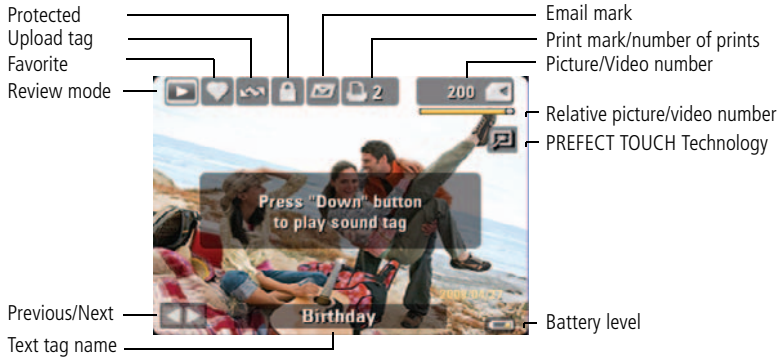 Protected
Upload tag
Favorite
Review mode
Email mark
Print mark/number of prints
Picture/Video number
2
200
Relative picture/video number
PREFECT TOUCH Technology
Press "Down" button
to play sound tag
Previous/Next
Text tag name
Birthday
Battery level